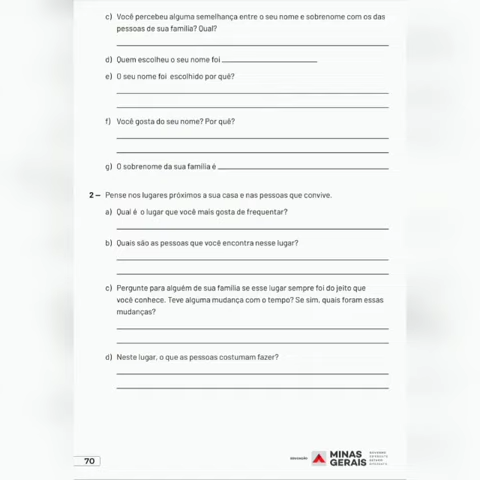 c) Você percebeu alguma semelhança entre o seu nome e sobrenome com os das
pessoas de sua família? Qual?
d) Quem escolheu o seu nome foi
e) O seu nome foi escolhido por quê?
f) Você gosta do seu nome? Por quê?
g) O sobrenome da sua família é
2 – Pense nos lugares próximos a sua casa e nas pessoas que convive.
a) Qual é o lugar que você mais gosta de frequentar?
b) Quais são as pessoas que você encontra nesse lugar?
c) Pergunte para alguém de sua família se esse lugar sempre foi do jeito que
você conhece. Teve alguma mudança com o tempo? Se sim, quais foram essas
mudanças?
d) Neste lugar, o que as pessoas costumam fazer?
70
MINAS
GERAIS